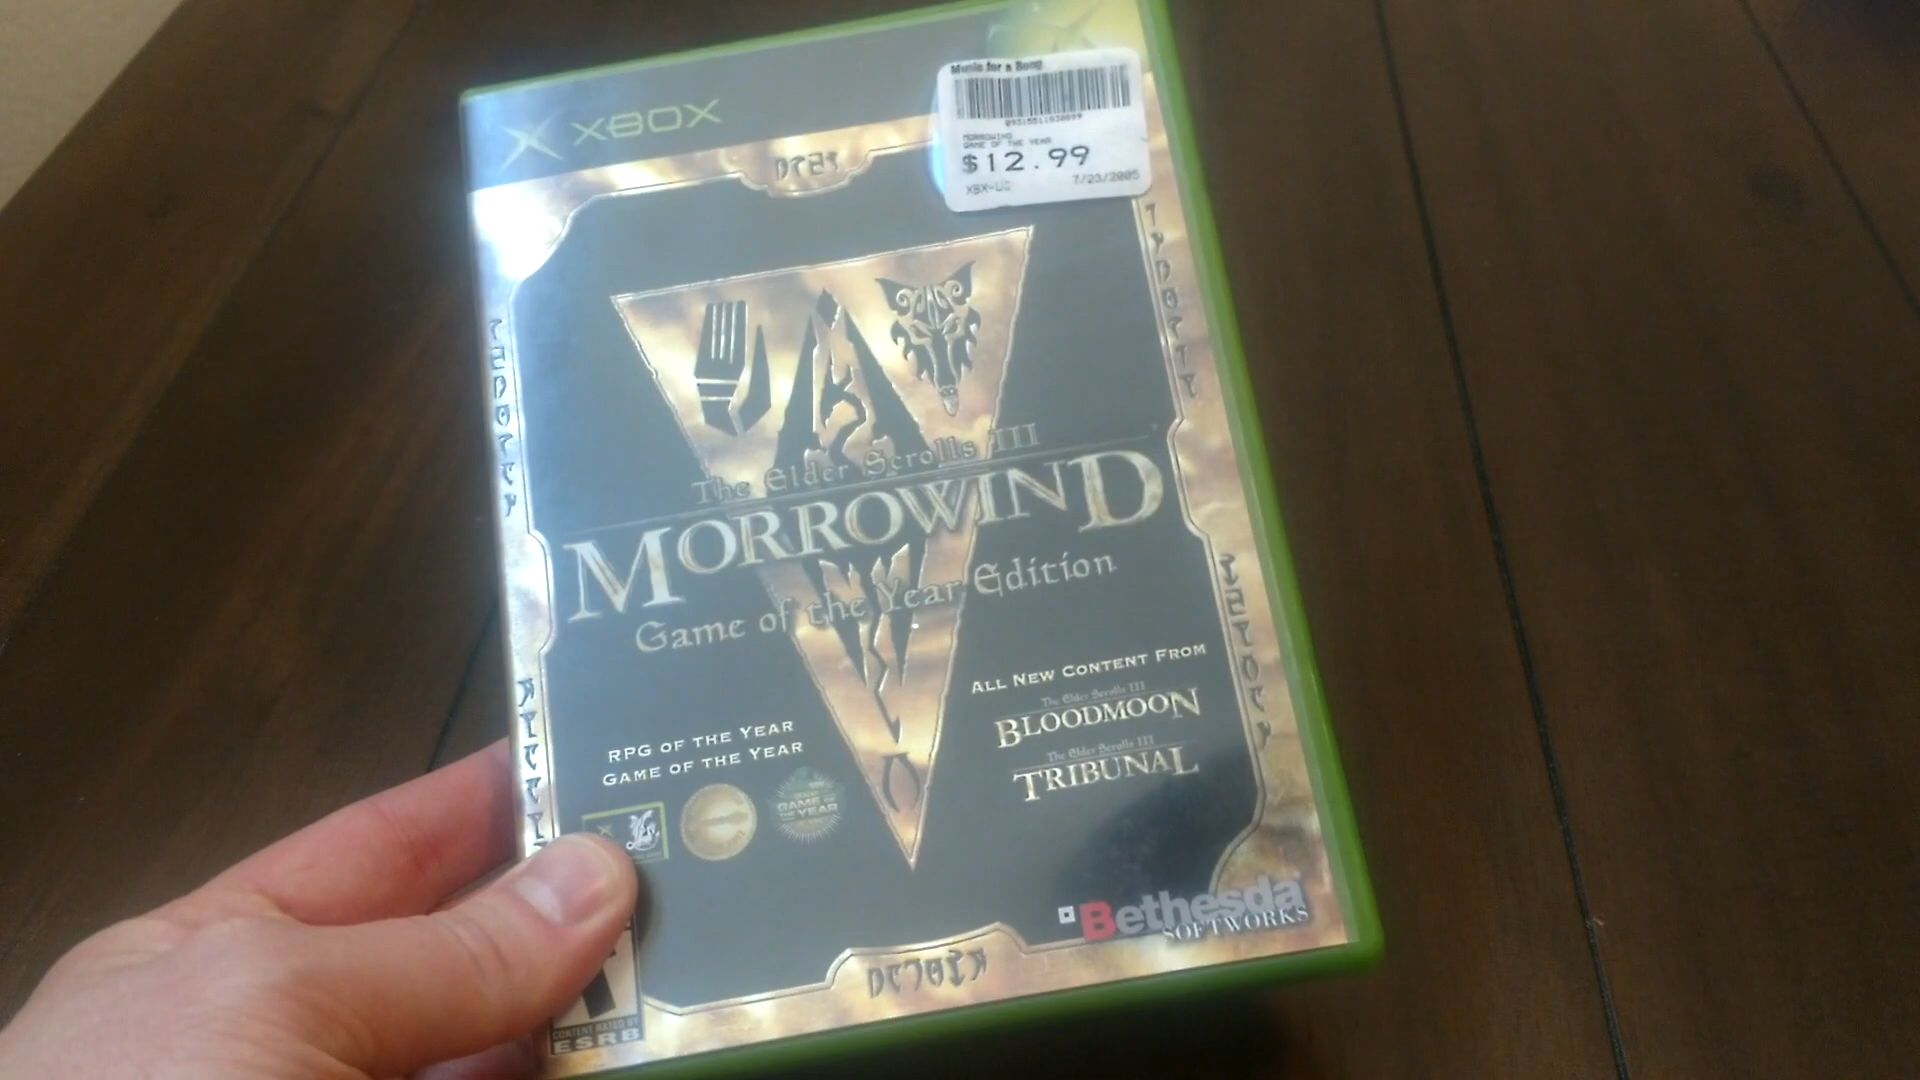 XBOX
Music for a Song
MORROWIND
GAME OF THE YEAR
$12.99
7/23/2005
The Elder Scrolls III
MORROWIND
Game of the Year Edition
ALL NEW CONTENT FROM
The Elder Scrolls III
BLOODMOON
The Elder Scrolls III
TRIBUNAL
RPG OF THE YEAR
GAME OF THE YEAR
GAME OF
THE YEAR
Bethesda
SOFTWORKS
CONTENT RATED BY
ESRB